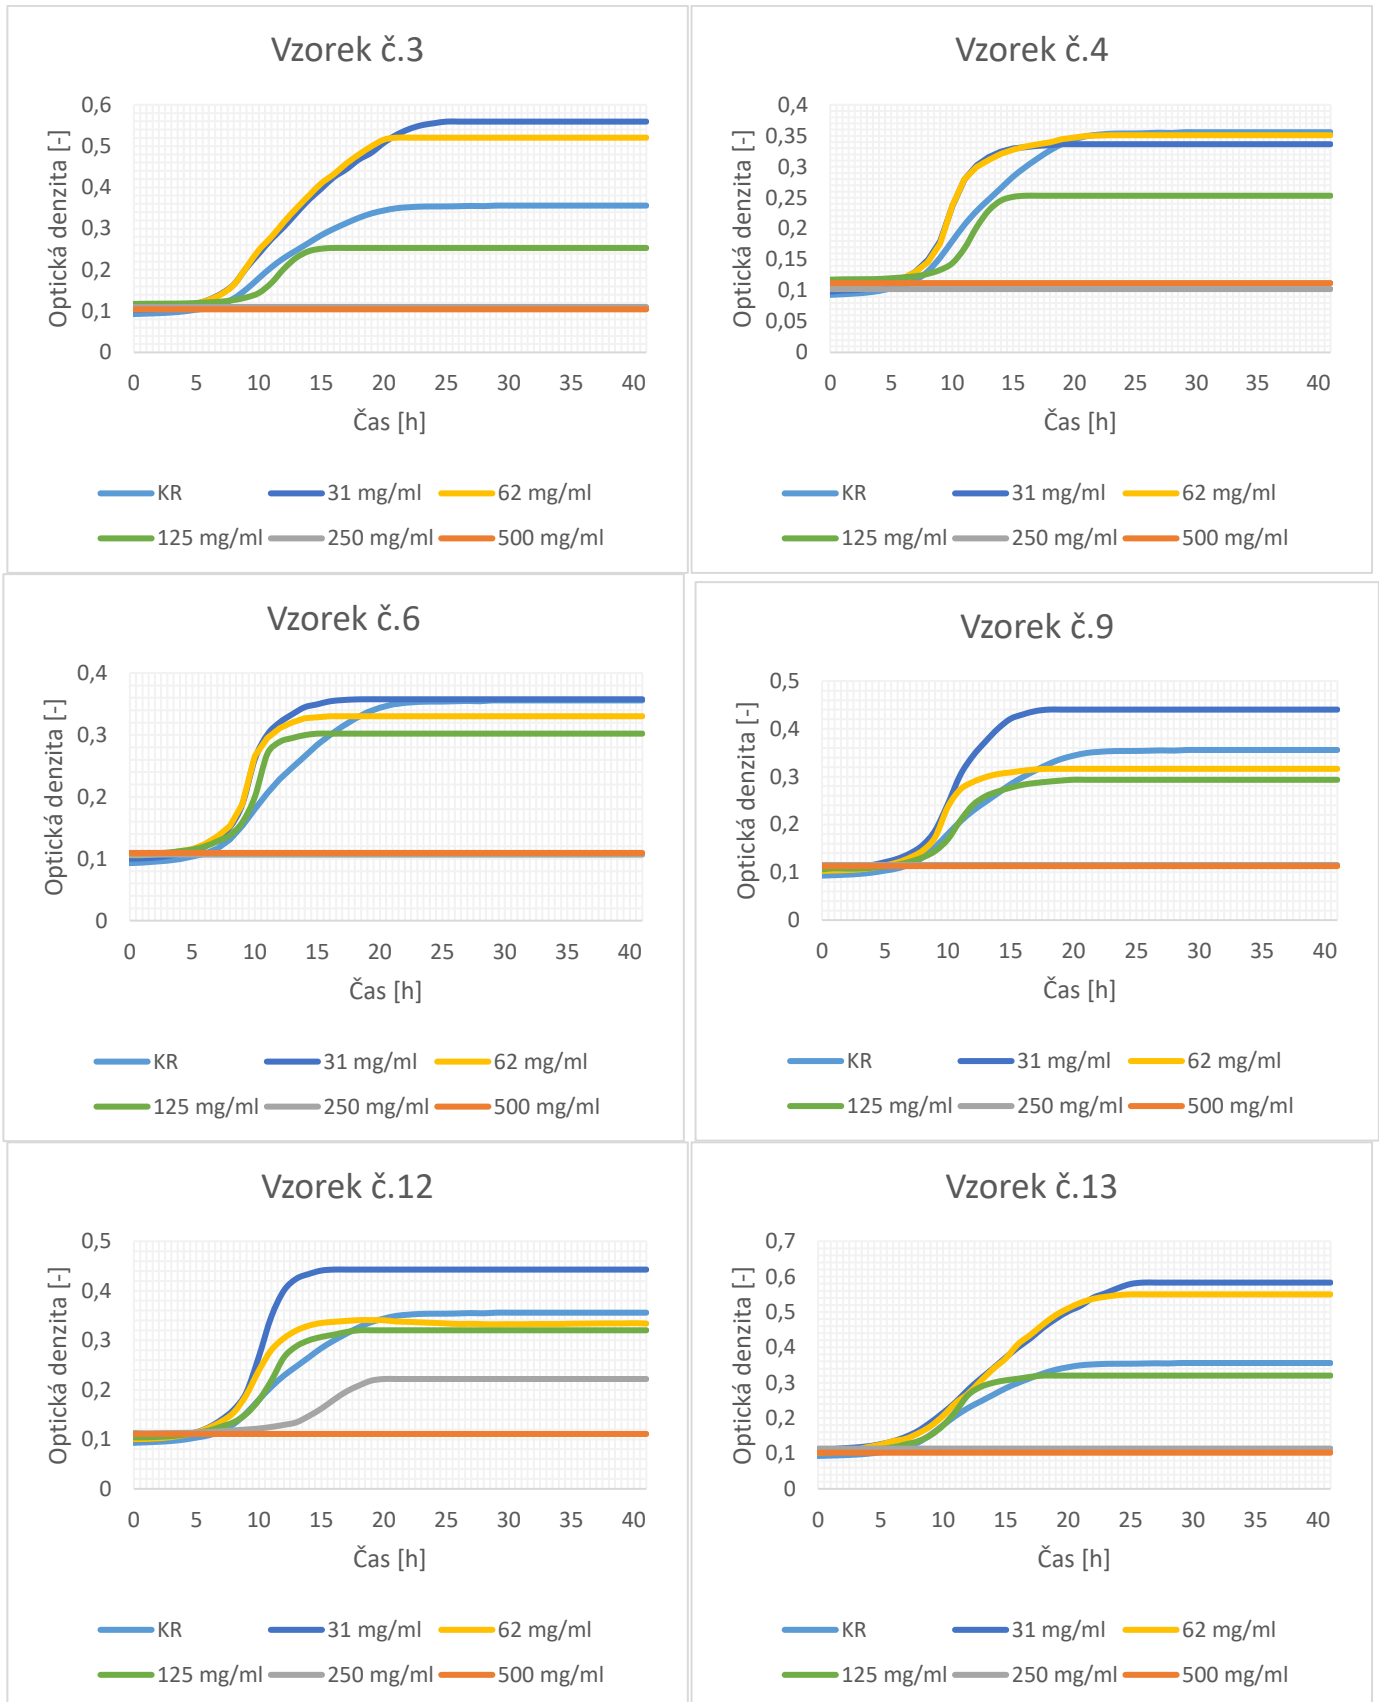 Vzorek č.3
Optická denzita [-]
0,6
0,5
0,4
0,3
0,2
0,1
0
0 5 10 15 20 25 30 35 40
Čas [h]
KR 31 mg/ml 62 mg/ml
125 mg/ml 250 mg/ml 500 mg/ml
Vzorek č.4
Optická denzita [-]
0,4
0,35
0,3
0,25
0,2
0,15
0,1
0,05
0
0 5 10 15 20 25 30 35 40
Čas [h]
KR 31 mg/ml 62 mg/ml
125 mg/ml 250 mg/ml 500 mg/ml
Vzorek č.6
Optická denzita [-]
0,4
0,3
0,2
0,1
0
0 5 10 15 20 25 30 35 40
Čas [h]
KR 31 mg/ml 62 mg/ml
125 mg/ml 250 mg/ml 500 mg/ml
Vzorek č.9
Optická denzita [-]
0,5
0,4
0,3
0,2
0,1
0
0 5 10 15 20 25 30 35 40
Čas [h]
KR 31 mg/ml 62 mg/ml
125 mg/ml 250 mg/ml 500 mg/ml
Vzorek č.12
Optická denzita [-]
0,5
0,4
0,3
0,2
0,1
0
0 5 10 15 20 25 30 35 40
Čas [h]
KR 31 mg/ml 62 mg/ml
125 mg/ml 250 mg/ml 500 mg/ml
Vzorek č.13
Optická denzita [-]
0,7
0,6
0,5
0,4
0,3
0,2
0,1
0
0 5 10 15 20 25 30 35 40
Čas [h]
KR 31 mg/ml 62 mg/ml
125 mg/ml 250 mg/ml 500 mg/ml